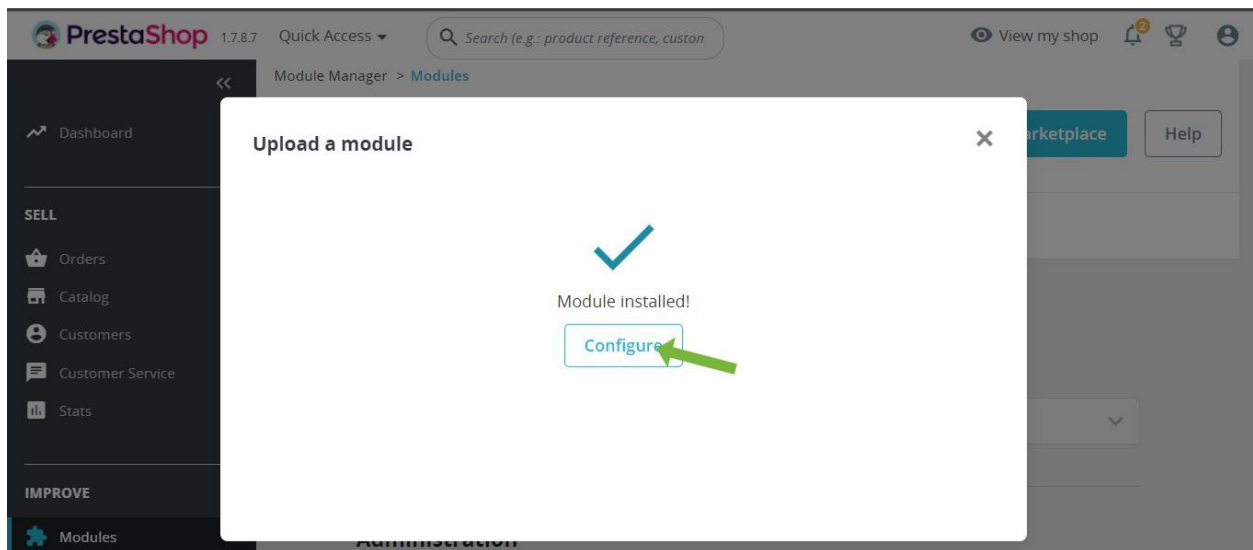 PrestaShop 1.7.8.7 Quick Access Search (e.g.: product reference, custon View my shop 2
Module Manager > Modules
Dashboard
Upload a module
arketplace Help
SELL
Orders
Catalog
Customers
Customer Service
Stats
Module installed!
Configure
IMPROVE
Modules
Administration